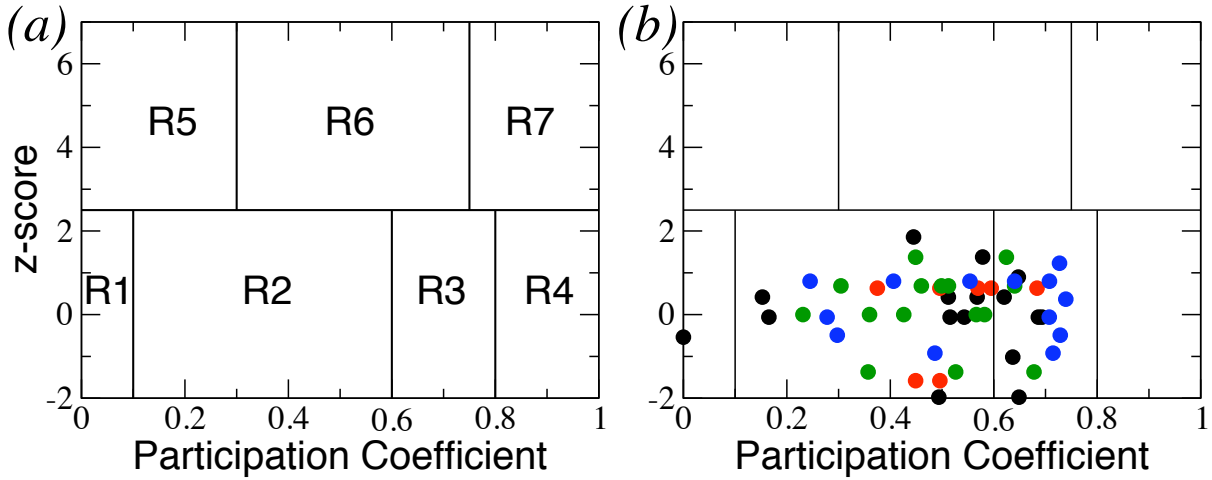 (a)
(b)
6
4
2
0
-2
z-score
R5
R6
R7
R1
R2
R3
R4
0
0.2
0.4
0.6
0.8
1
Participation Coefficient
6
4
2
0
-2
0
0.2
0.4
0.6
0.8
1
Participation Coefficient